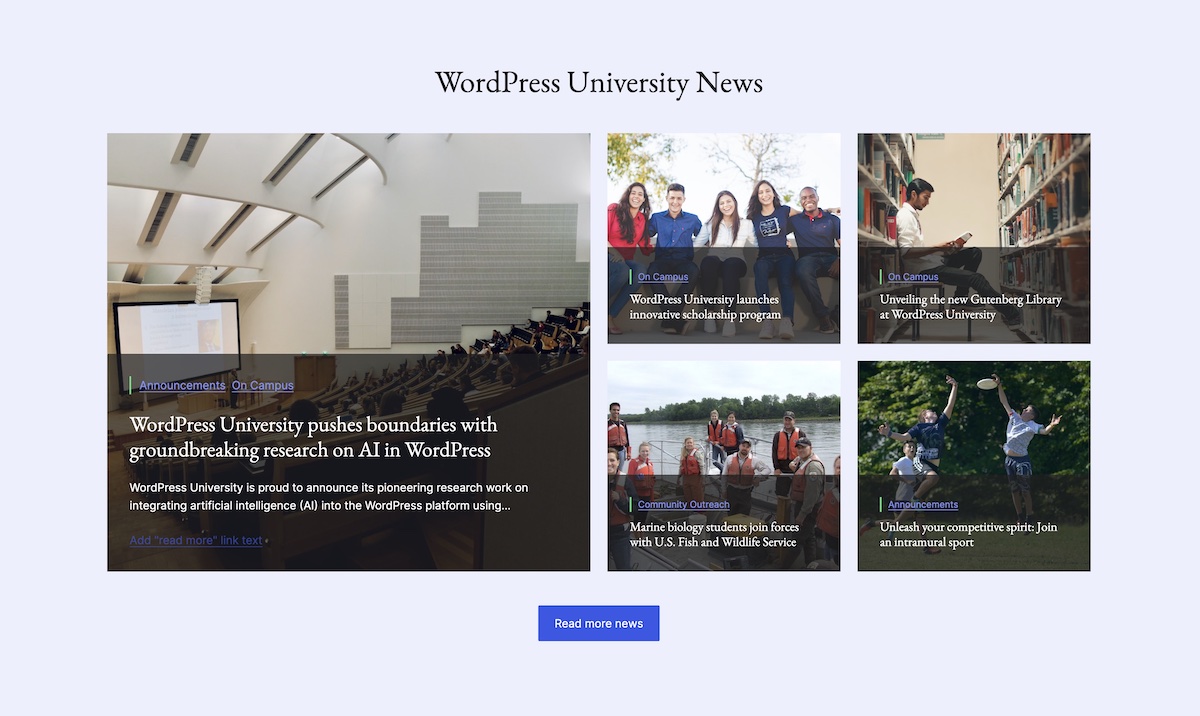 WordPress University News
Announcements On Campus
WordPress University pushes boundaries with
groundbreaking research on AI in WordPress
WordPress University is proud to announce its pioneering research work on
integrating artificial intelligence (AI) into the WordPress platform using…
Add "read more" link text
On Campus
WordPress University launches
innovative scholarship program
On Campus
Unveiling the new Gutenberg Library
at WordPress University
Community Outreach
Marine biology students join forces
with U.S. Fish and Wildlife Service
Announcements
Unleash your competitive spirit: Join
an intramural sport
Read more news